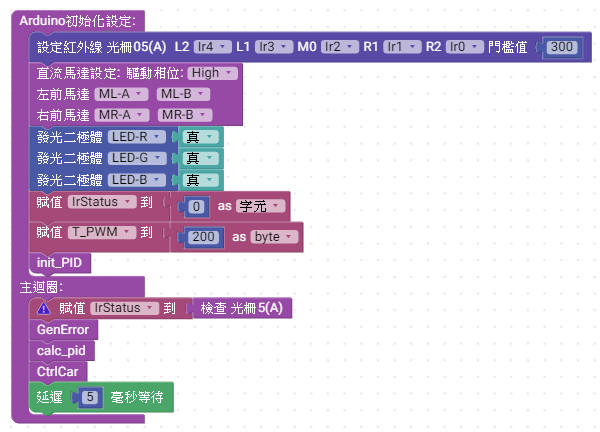 Arduino初始化設定:
設定紅外線 光柵05(A) L2 Ir4 L1 Ir3 M0 Ir2 R1 Ir1 R2 Ir0 門檻值 300
直流馬達設定: 驅動相位: High
左前馬達 ML-A ML-B
右前馬達 MR-A MR-B
發光二極體 LED-R 真
發光二極體 LED-G 真
發光二極體 LED-B 真
賦值 IrStatus 到 0 as 字元
賦值 T_PWM 到 200 as byte
init_PID
主迴圈:
賦值 IrStatus 到 檢查 光柵5(A)
GenError
calc_pid
CtrlCar
延遲 5 毫秒等待